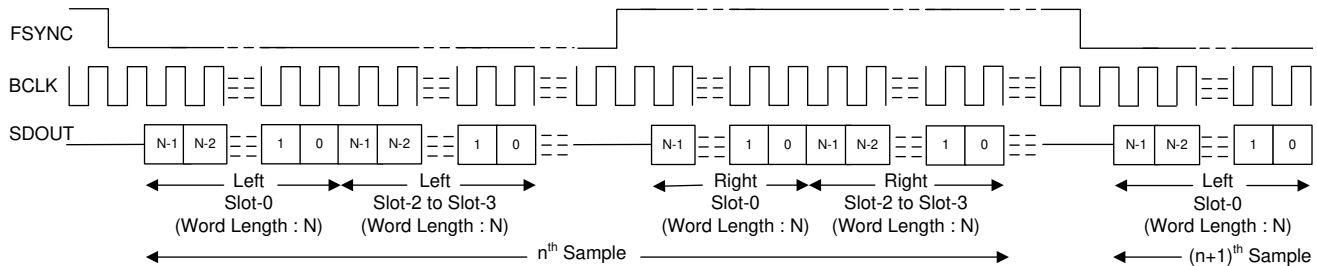 FSYNC
BCLK
SDOUT
N-1 N-2 1 0 N-1 N-2 1 0 N-1 1 0 N-1 N-2 1 0 N-1 N-2 1 0
Left
Slot-0
(Word Length : N)
Left
Slot-2 to Slot-3
(Word Length : N)
Right
Slot-0
(Word Length : N)
Right
Slot-2 to Slot-3
(Word Length : N)
Left
Slot-0
(Word Length : N)
nth Sample
(n+1)th Sample